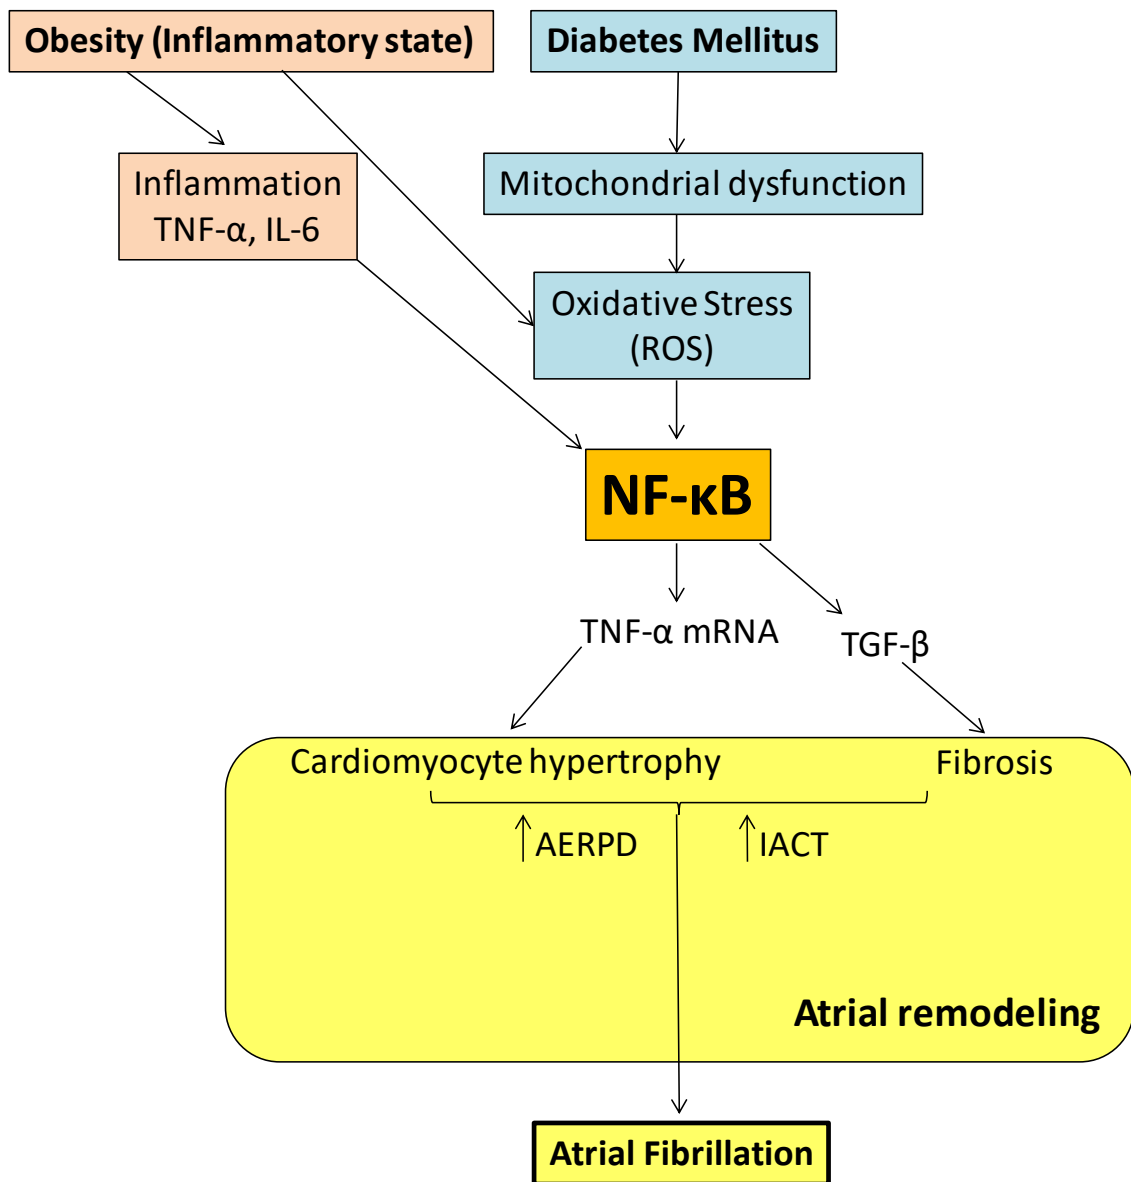 Obesity (Inflammatory state)
Diabetes Mellitus
Inflammation
TNF-α, IL-6
Mitochondrial dysfunction
Oxidative Stress
(ROS)
NF-κB
TNF-α mRNA
TGF-β
Cardiomyocyte hypertrophy
Fibrosis
↑AERPD
↑IACT
Atrial remodeling
Atrial Fibrillation